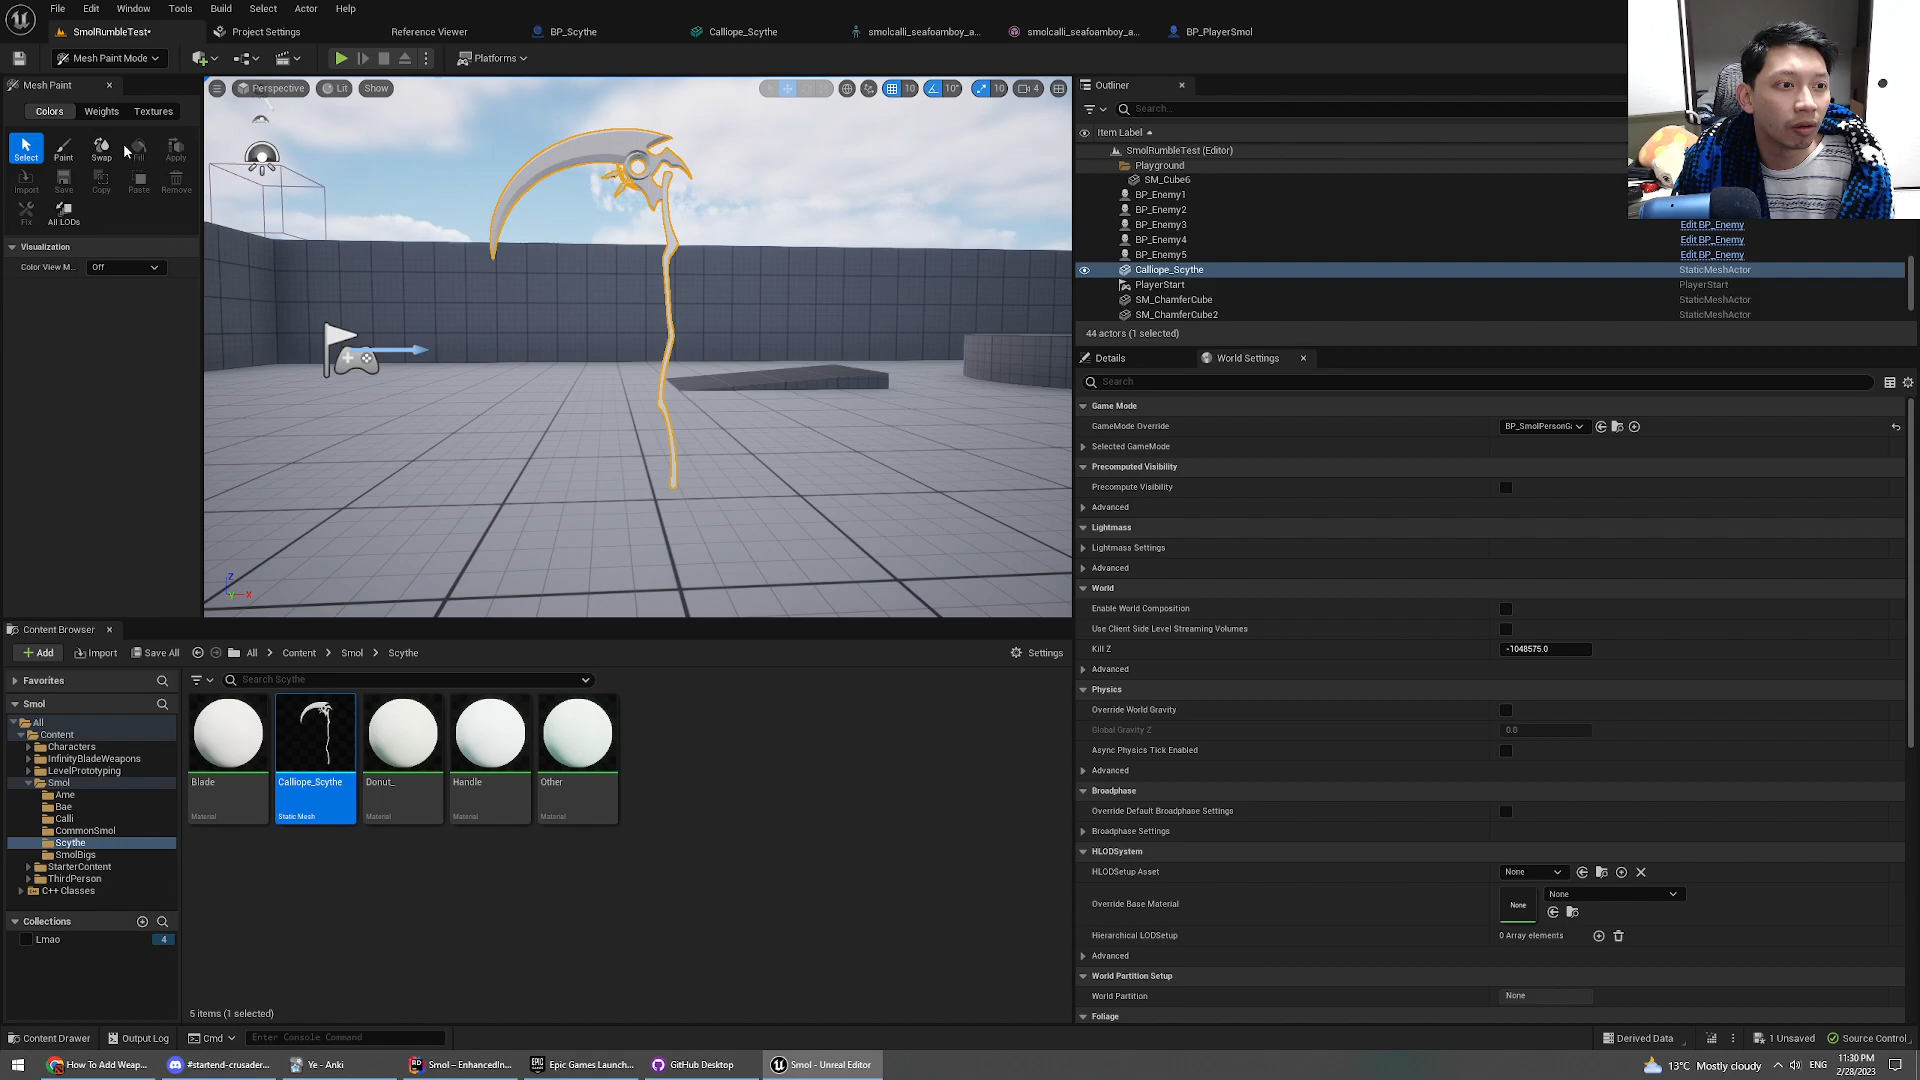 File Edit Window Tools Build Select Actor Help
SmolRumbleTest• Project Settings Reference Viewer BP_Scythe Calliope_Scythe smolcalli_seafoamboy_a... smolcalli_seafoamboy_a... BP_PlayerSmol
Mesh Paint Mode Platforms
Mesh Paint
Colors Weights Textures
Select Paint Swap Fill Apply
Import Save Copy Paste Remove
Fix All LODs
Visualization
Color View M... Off
Perspective Lit Show 10 10° 10 4
Z
X
Outliner
Search...
Item Label
SmolRumbleTest (Editor)
Playground
SM_Cube6
BP_Enemy1
BP_Enemy2
BP_Enemy3 Edit BP_Enemy
BP_Enemy4 Edit BP_Enemy
BP_Enemy5 Edit BP_Enemy
Calliope_Scythe StaticMeshActor
PlayerStart PlayerStart
SM_ChamferCube StaticMeshActor
SM_ChamferCube2 StaticMeshActor
44 actors (1 selected)
Details World Settings
Search
Game Mode
GameMode Override BP_SmolPersonGa
Selected GameMode
Precomputed Visibility
Precompute Visibility
Advanced
Lightmass
Lightmass Settings
Advanced
World
Enable World Composition
Use Client Side Level Streaming Volumes
Kill Z -1048575.0
Advanced
Physics
Override World Gravity
Global Gravity Z 0.0
Async Physics Tick Enabled
Advanced
Broadphase
Override Default Broadphase Settings
Broadphase Settings
HLODSystem
HLODSetup Asset None
Override Base Material None None
Hierarchical LODSetup 0 Array elements
Advanced
World Partition Setup
World Partition None
Foliage
Content Browser
Add Import Save All All Content Smol Scythe Settings
Favorites
Search Scythe
Smol
All
Content
Characters
InfinityBladeWeapons
LevelPrototyping
Smol
Ame
Bae
Calli
CommonSmol
Scythe
SmolBigs
StarterContent
ThirdPerson
C++ Classes
Blade Calliope_Scythe Donut_ Handle Other
Material Static Mesh Material Material Material
Collections
Lmao 4
5 items (1 selected)
Content Drawer Output Log Cmd Enter Console Command Derived Data 1 Unsaved Source Control
How To Add Weap... #startend-crusader... Ye - Anki Smol – EnhancedIn... Epic Games Launch... GitHub Desktop Smol - Unreal Editor 13°C Mostly cloudy ENG 11:30 PM
2/28/2023